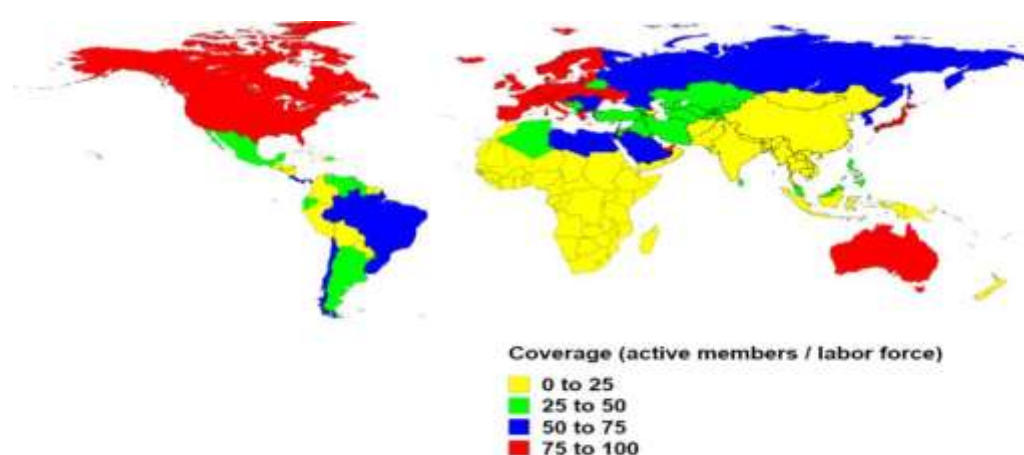 Coverage (active members / labor force)
0 to 25
25 to 50
50 to 75
75 to 100